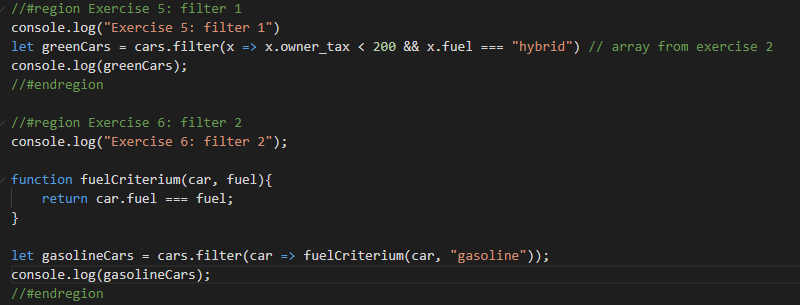 //#region Exercise 5: filter 1
console.log("Exercise 5: filter 1")
let greenCars = cars.filter(x => x.owner_tax < 200 && x.fuel === "hybrid") // array from exercise 2
console.log(greenCars);
//#endregion
//#region Exercise 6: filter 2
console.log("Exercise 6: filter 2");
function fuelCriterium(car, fuel){
return car.fuel === fuel;
}
let gasolineCars = cars.filter(car => fuelCriterium(car, "gasoline"));
console.log(gasolineCars);
//#endregion